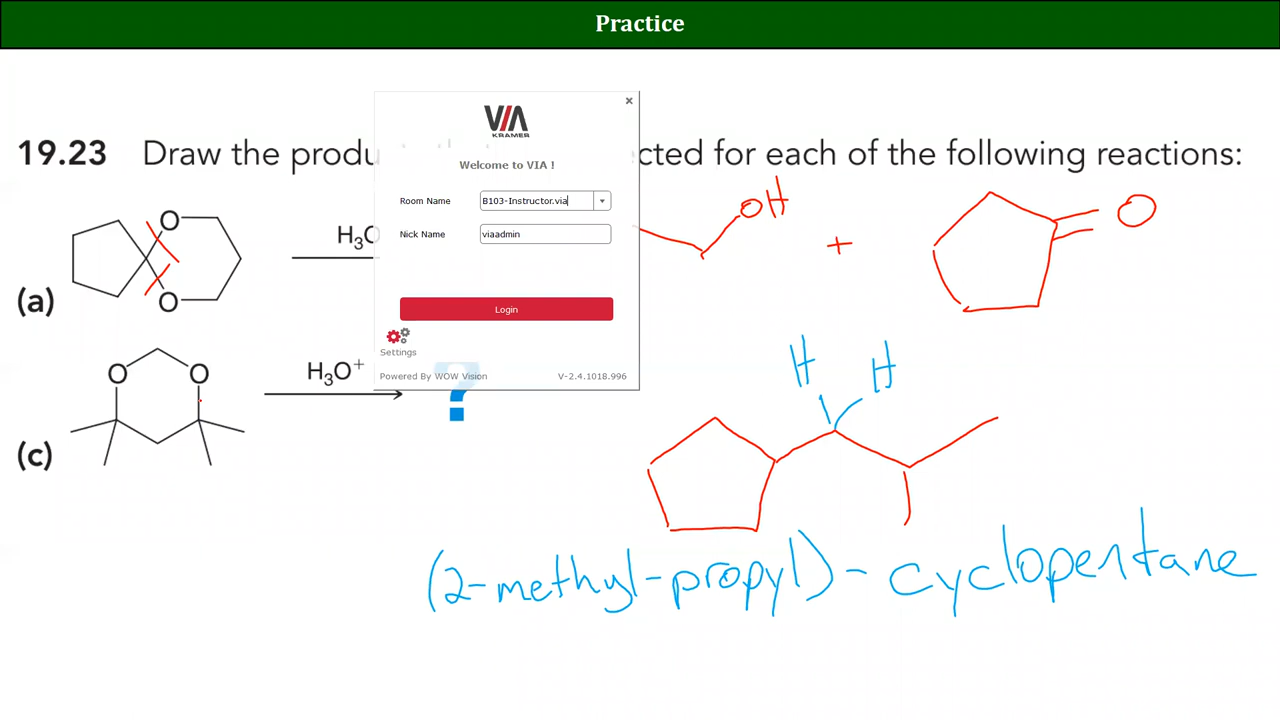 Practice
19.23 Draw the produ cted for each of the following reactions:
VIA
KRAMER
Welcome to VIA !
Room Name B103-Instructor.via
Nick Name viaadmin
Login
Settings
Powered By WOW Vision V-2.4.1018.996
(a) O O H3O OH + O
(c) O O H3O+ ? H H
(2-methyl-propyl)-cyclopentane